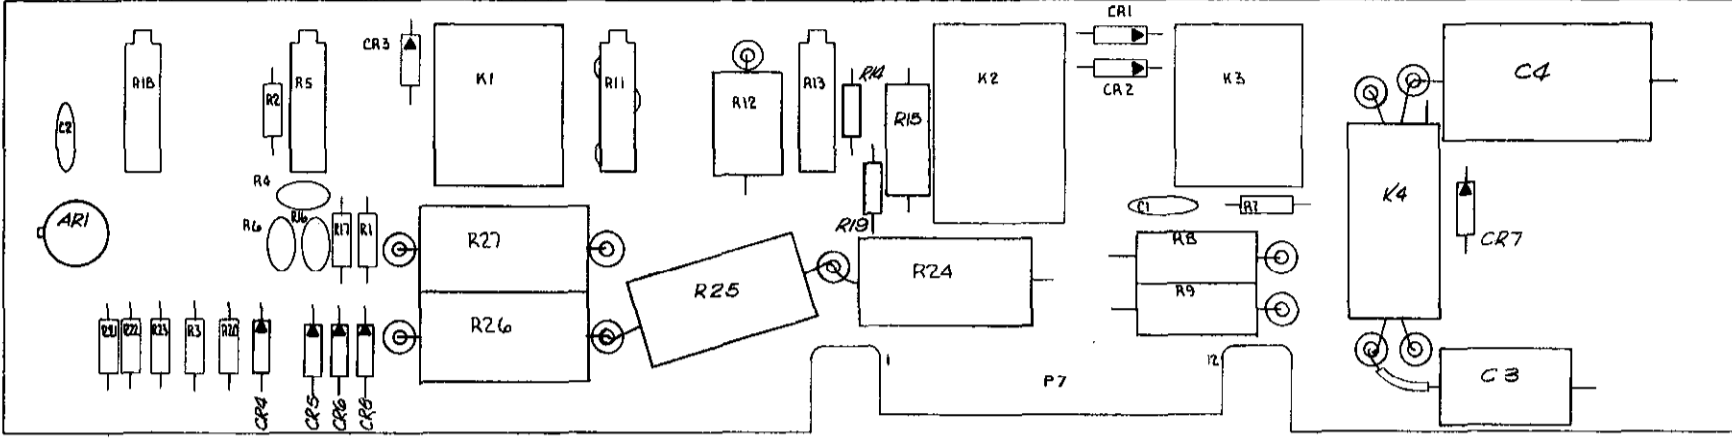 CR1
CR3
R18
R5
K1
R11
R12
R13
R14
K2
CR2
K3
C4
C2
R2
R15
R4
R16
R6
R17
R1
AR1
R27
R19
R24
C1
R7
R8
K4
CR7
R25
R9
R26
R21
R22
R23
R3
R20
CR4
CR5
CR6
CR8
1
12
P7
C3